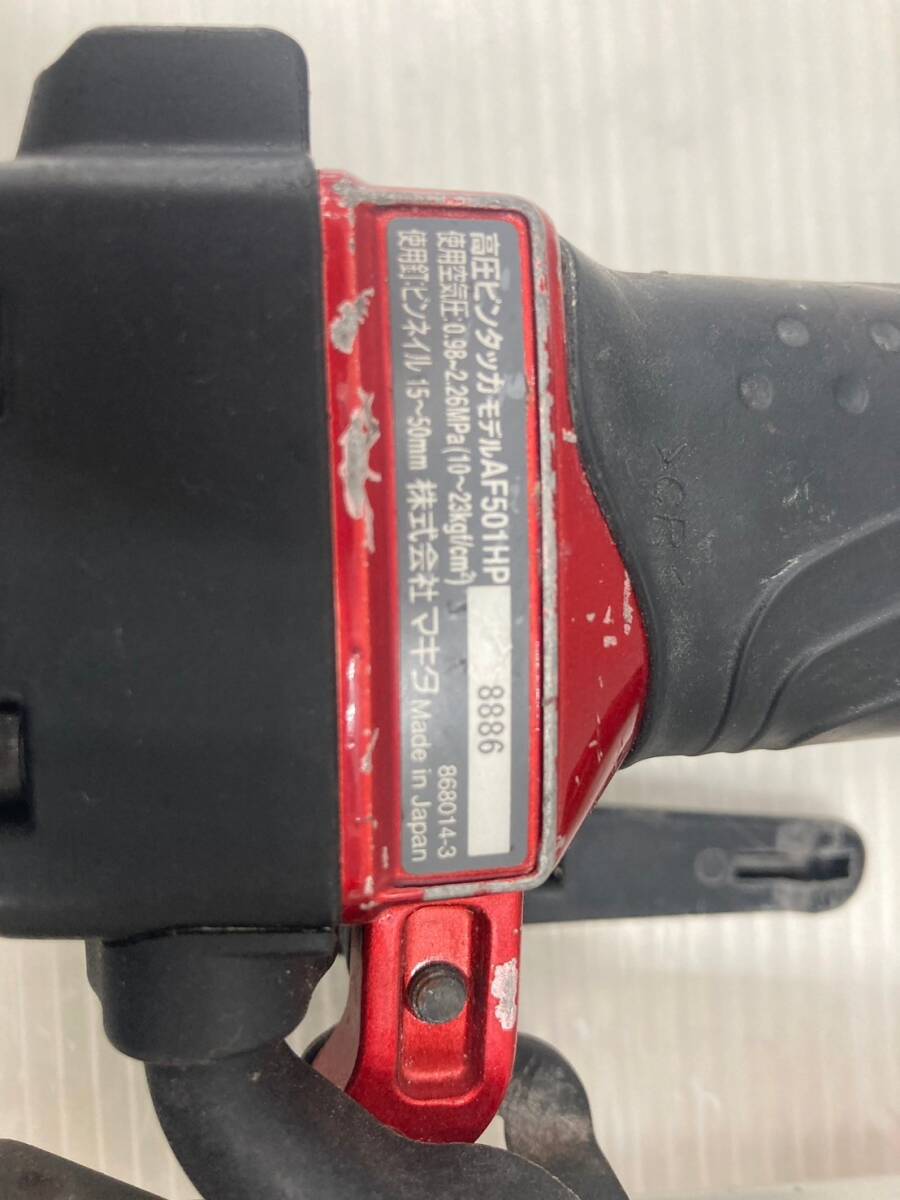 高圧ピンタッカ モデルAF501HP
8886
使用空気圧:0.98~2.26MPa(10~23kgf/cm²)
使用釘:ピンネイル 15~50mm 株式会社 マキタ Made in Japan
868014-3